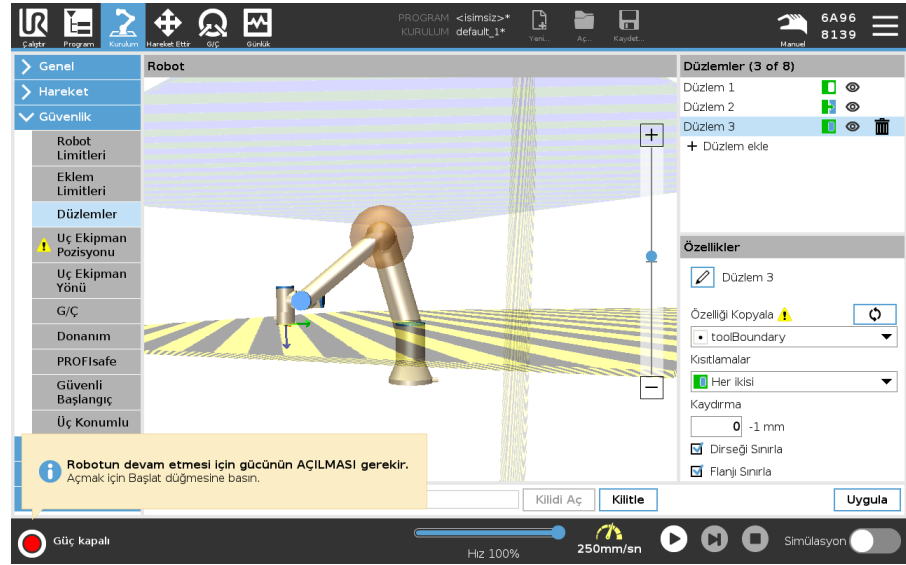 UR
Çalıştır
Program
Kurulum
Hareket Ettir
G/Ç
Günlük
PROGRAM <isimsiz>*
KURULUM default_1*
Yeni...
Aç...
Kaydet...
Manuel
6A96
8139
Genel
Hareket
Güvenlik
Robot
Limitleri
Eklem
Limitleri
Düzlemler
Uç Ekipman
Pozisyonu
Uç Ekipman
Yönü
G/Ç
Donanım
PROFIsafe
Güvenli
Başlangıç
Üç Konumlu
Robot
Düzlemler (3 of 8)
Düzlem 1
Düzlem 2
Düzlem 3
+ Düzlem ekle
Özellikler
Düzlem 3
Özelliği Kopyala
toolBoundary
Kısıtlamalar
Her ikisi
Kaydırma
0 -1 mm
Dirseği Sınırla
Flanjı Sınırla
Robotun devam etmesi için gücünün AÇILMASI gerekir.
Açmak için Başlat düğmesine basın.
Kilidi Aç
Kilitle
Uygula
Güç kapalı
Hız 100%
250mm/sn
Simülasyon